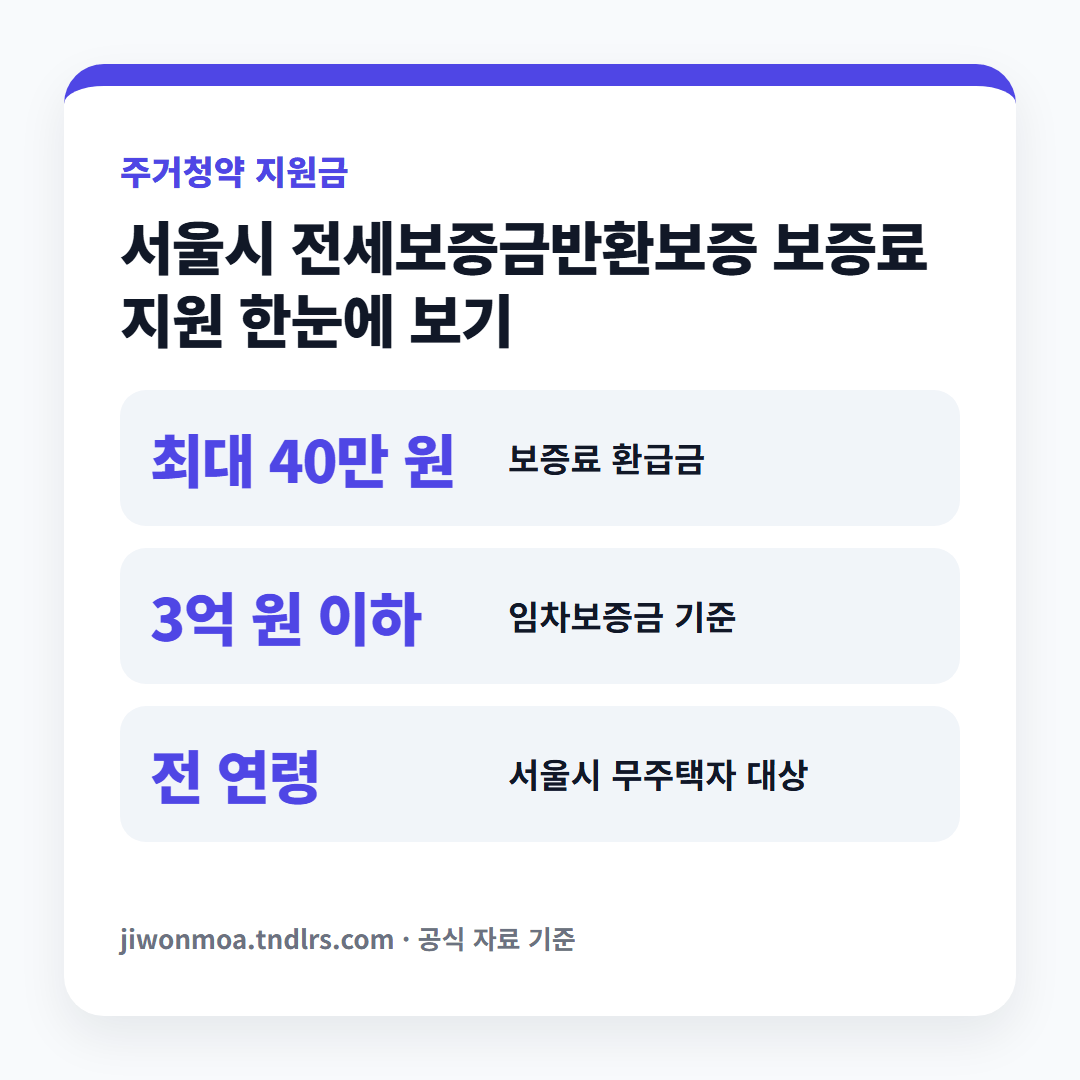 주거청약 지원금
서울시 전세보증금반환보증 보증료
지원 한눈에 보기
최대 40만 원 보증료 환급금
3억 원 이하 임차보증금 기준
전 연령 서울시 무주택자 대상
jiwonmoa.tndlrs.com · 공식 자료 기준